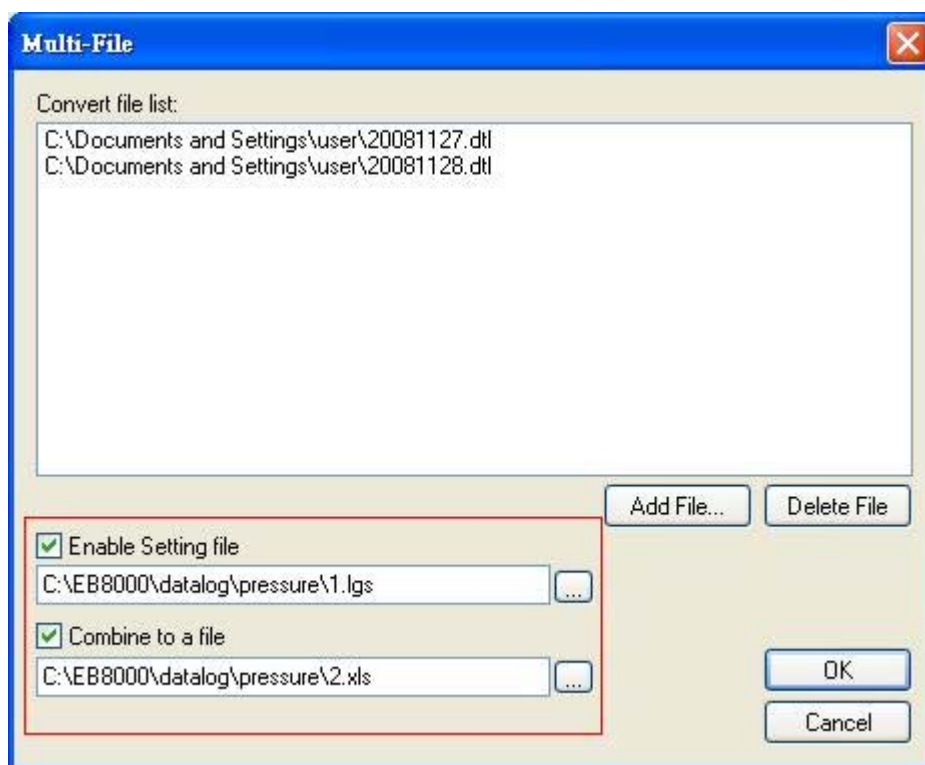 Multi-File
Convert file list:
C:\Documents and Settings\user\20081127.dtl
C:\Documents and Settings\user\20081128.dtl
Add File...
Delete File
Enable Setting file
C:\EB8000\datalog\pressure\1.lgs
...
Combine to a file
C:\EB8000\datalog\pressure\2.xls
...
OK
Cancel